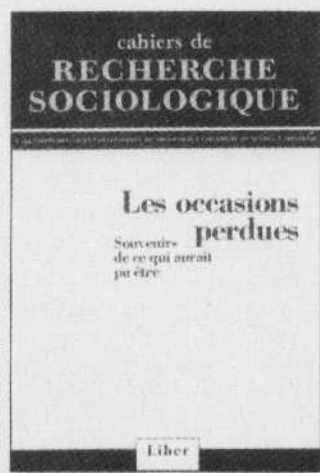 cahiers de
RECHERCHE
SOCIOLOGIQUE
Les occasions
perdues
Souvenirs
de ce qui aurait
pu être
Liber